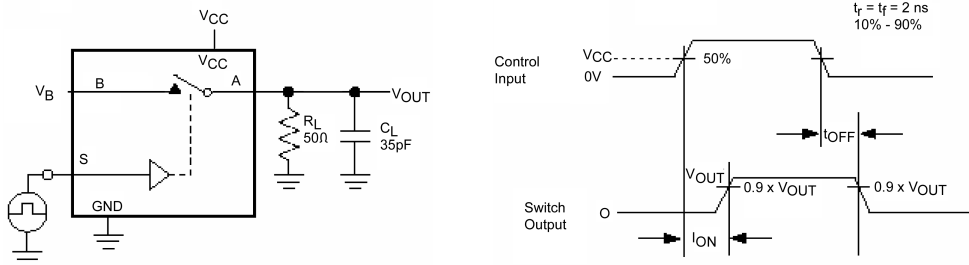 VCC
VCC
VB
B
A
VOUT
RL
50Ω
CL
35pF
S
GND
tr = tf = 2 ns
10% - 90%
Control
Input
VCC
0V
50%
tOFF
VOUT
0.9 x VOUT
0.9 x VOUT
Switch
Output
O
ION